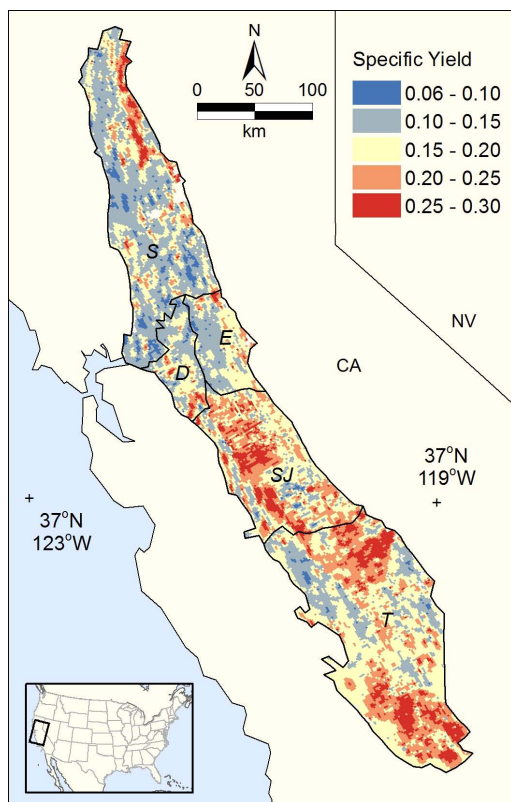 N
0 50 100
km
Specific Yield
0.06 - 0.10
0.10 - 0.15
0.15 - 0.20
0.20 - 0.25
0.25 - 0.30
S
E
D
NV
CA
SJ
37°N
119°W
+
+
37°N
123°W
T